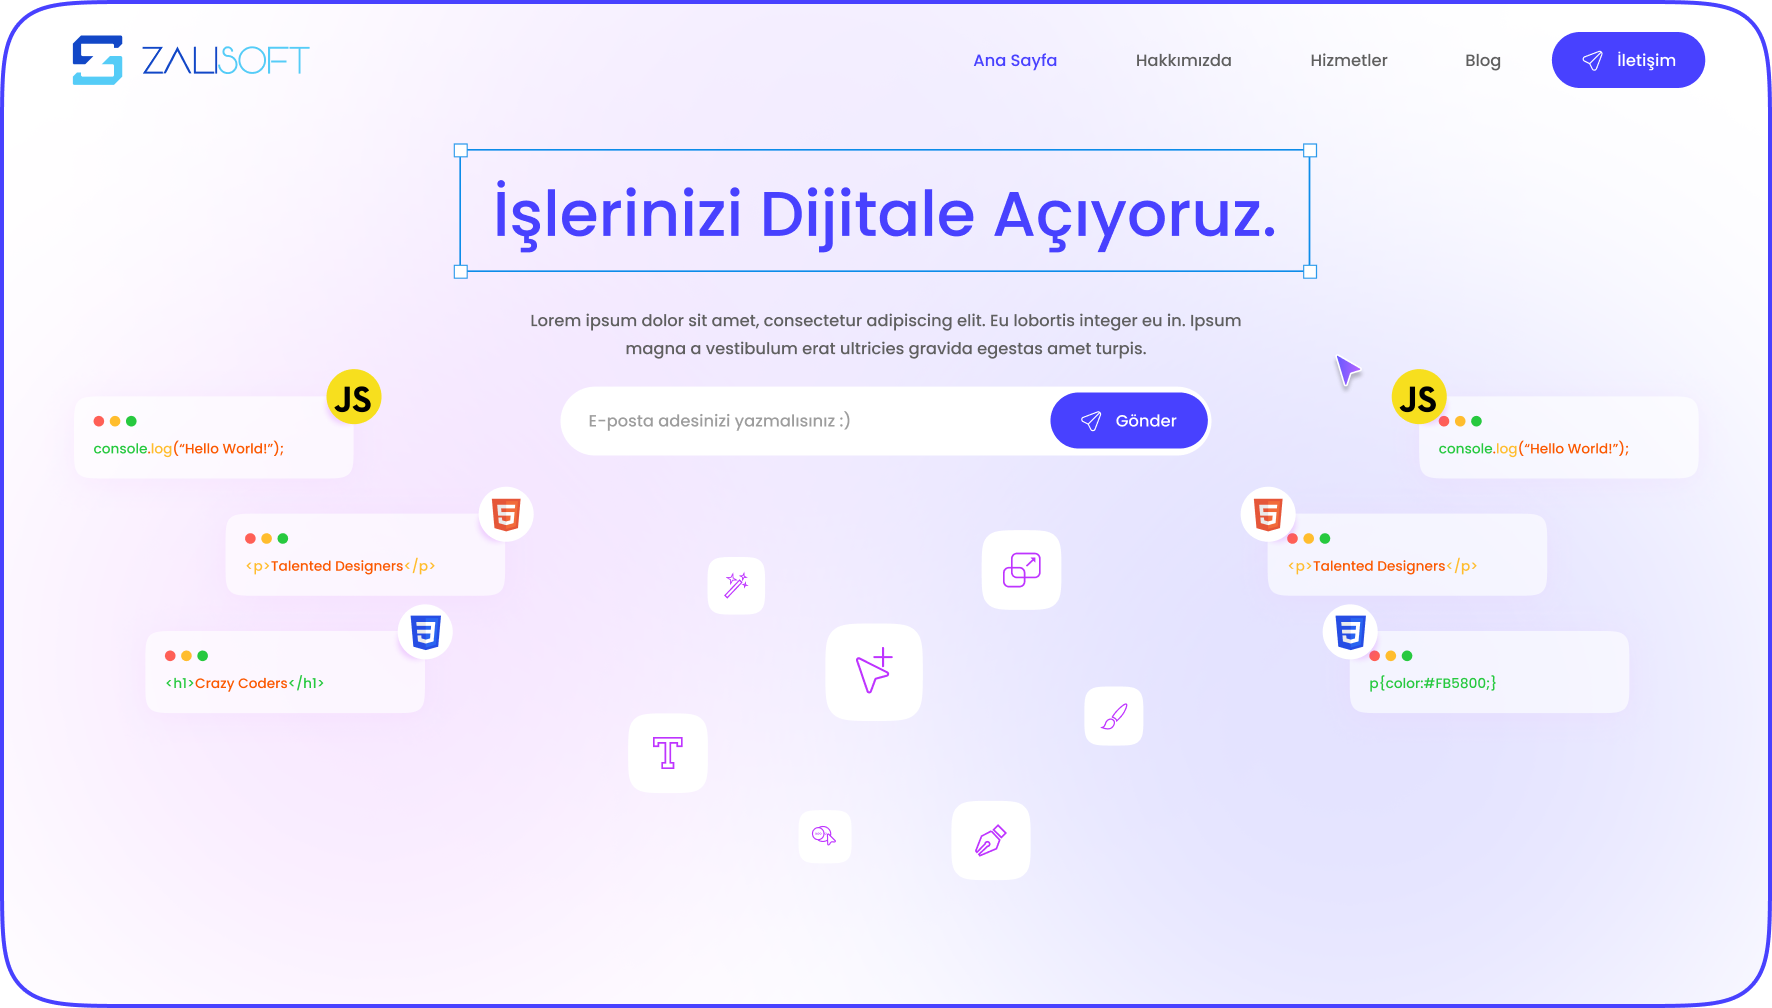 ZALISOFT
Ana Sayfa
Hakkımızda
Hizmetler
Blog
İletişim
İşlerinizi Dijitale Açıyoruz.
Lorem ipsum dolor sit amet, consectetur adipiscing elit. Eu lobortis integer eu in. Ipsum
magna a vestibulum erat ultricies gravida egestas amet turpis.
E-posta adesinizi yazmalısınız :)
Gönder
JS
console.log(“Hello World!”);
<p>Talented Designers</p>
<h1>Crazy Coders</h1>
JS
console.log(“Hello World!”);
<p>Talented Designers</p>
p{color:#FB5800;}